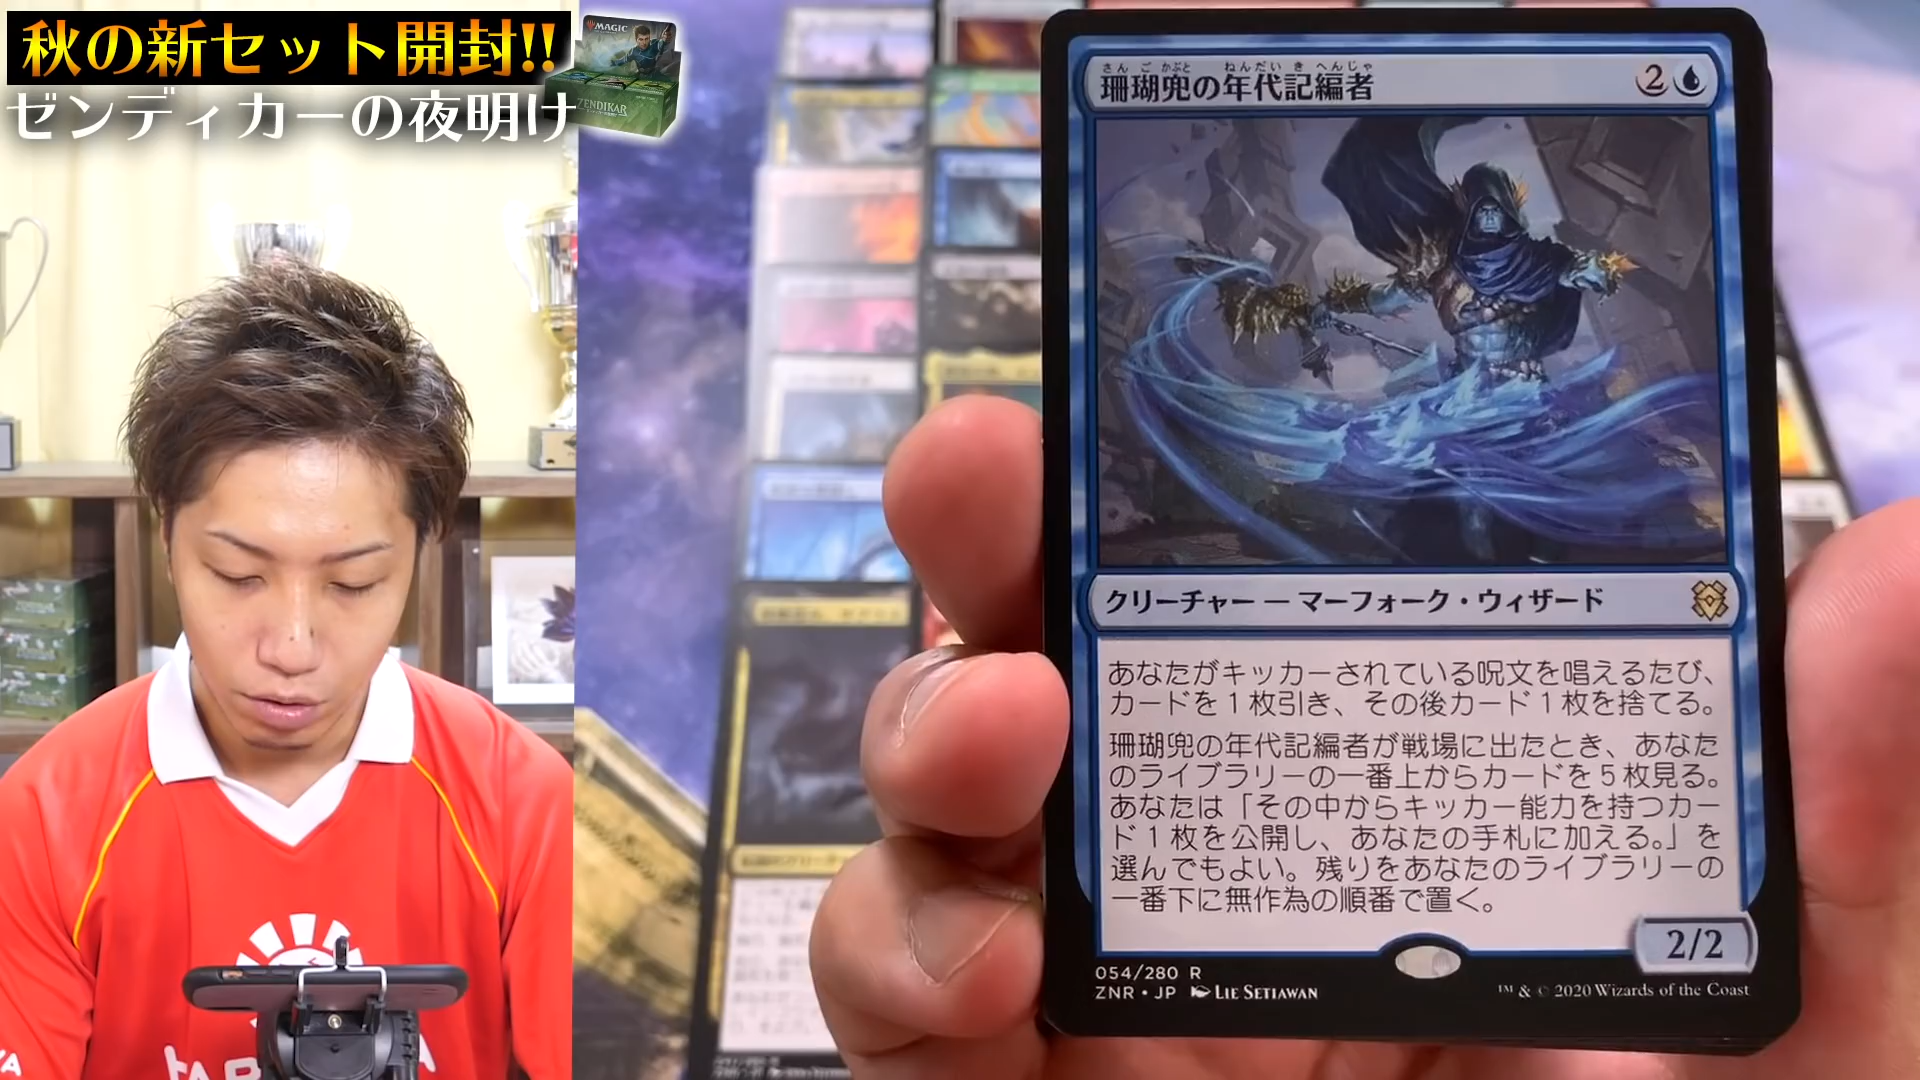 秋の新セット開封!!
ゼンディカーの夜明け
MAGIC
ZENDIKAR
さんごかぶと ねんだいきへんじゃ
珊瑚兜の年代記編者
2
クリーチャー — マーフォーク・ウィザード
あなたがキッカーされている呪文を唱えるたび、
カードを1枚引き、その後カード1枚を捨てる。
珊瑚兜の年代記編者が戦場に出たとき、あなた
のライブラリーの一番上からカードを5枚見る。
あなたは「その中からキッカー能力を持つカー
ド1枚を公開し、あなたの手札に加える。」を
選んでもよい。残りをあなたのライブラリーの
一番下に無作為の順番で置く。
2/2
054/280 R
ZNR • JP LIE SETIAWAN
™ & © 2020 Wizards of the Coast